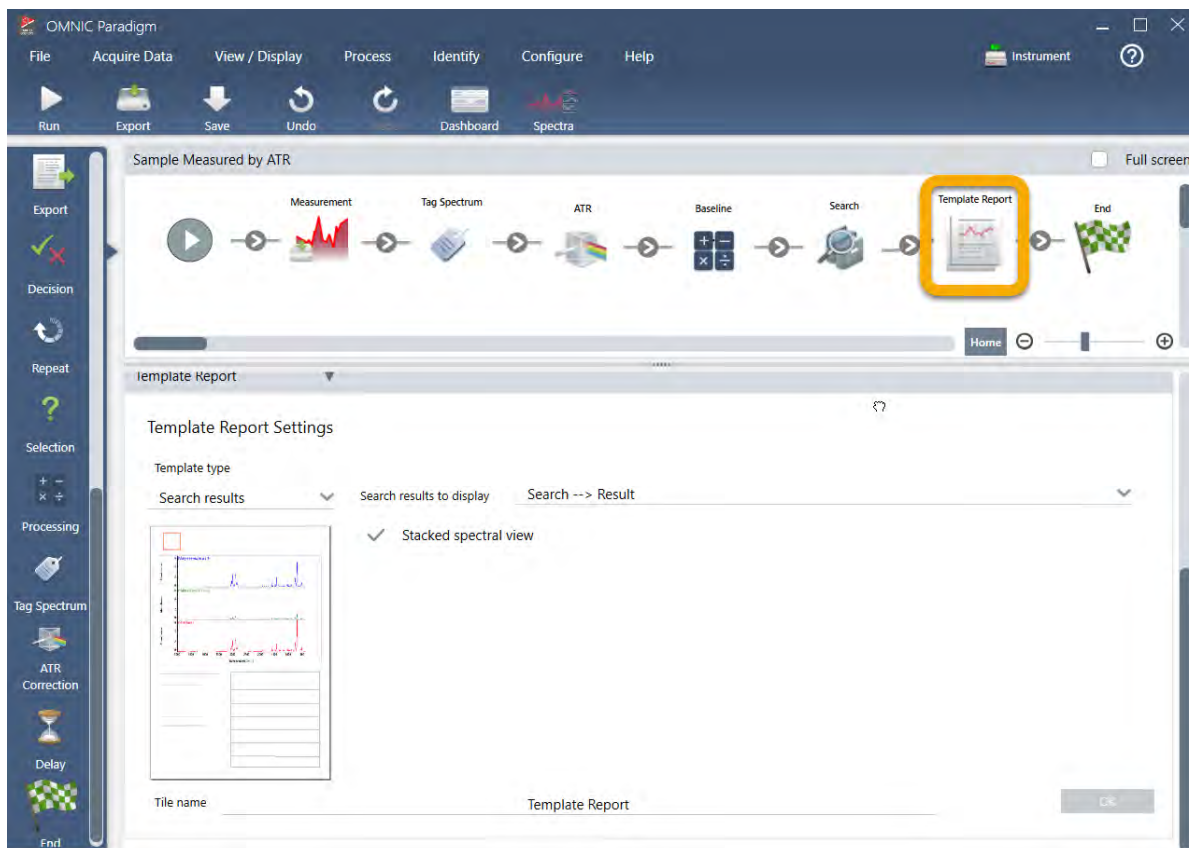 OMNIC Paradigm
File Acquire Data View / Display Process Identify Configure Help Instrument
Run Export Save Undo Dashboard Spectra
Sample Measured by ATR Full screen
Export
Decision
Repeat
Selection
Processing
Tag Spectrum
ATR
Correction
Delay
End
Measurement Tag Spectrum ATR Baseline Search Template Report End
Home
Template Report
Template Report Settings
Template type
Search results Search results to display Search --> Result
Stacked spectral view
Tile name Template Report OK